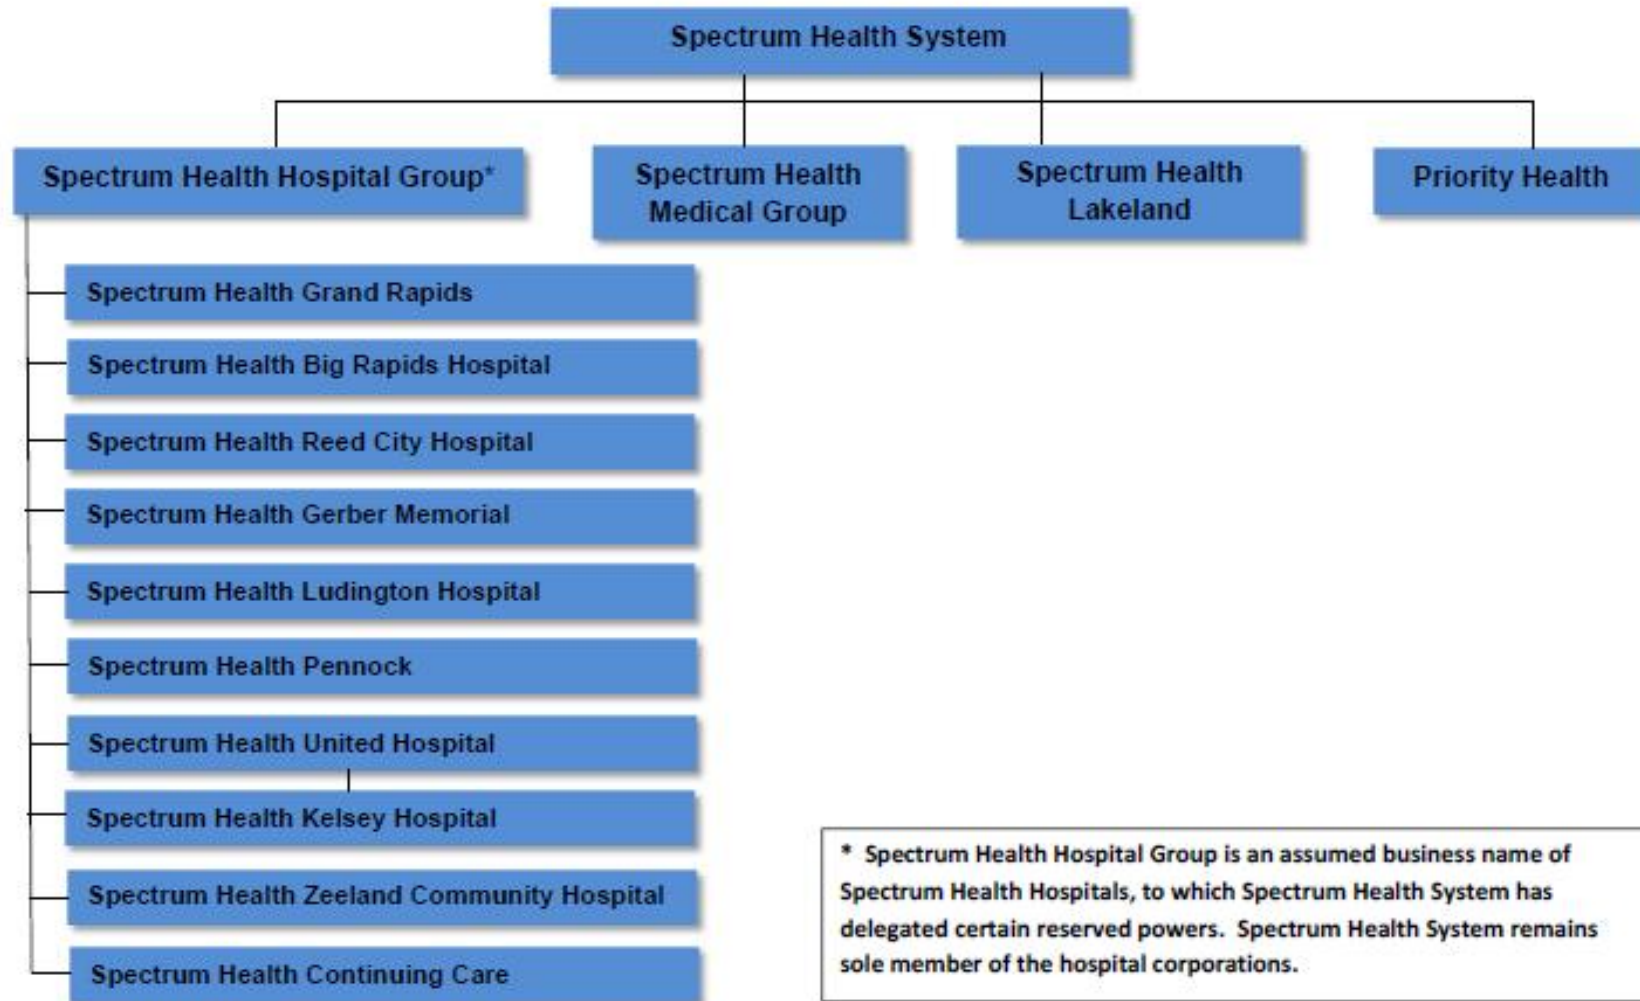 Spectrum Health System
Spectrum Health Hospital Group*
Spectrum Health
Medical Group
Spectrum Health
Lakeland
Priority Health
Spectrum Health Grand Rapids
Spectrum Health Big Rapids Hospital
Spectrum Health Reed City Hospital
Spectrum Health Gerber Memorial
Spectrum Health Ludington Hospital
Spectrum Health Pennock
Spectrum Health United Hospital
Spectrum Health Kelsey Hospital
Spectrum Health Zeeland Community Hospital
Spectrum Health Continuing Care
* Spectrum Health Hospital Group is an assumed business name of
Spectrum Health Hospitals, to which Spectrum Health System has
delegated certain reserved powers. Spectrum Health System remains
sole member of the hospital corporations.